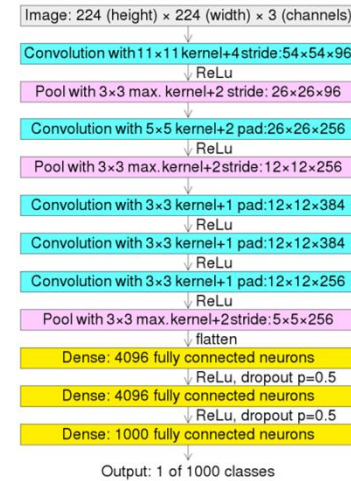 Image: 224 (height) × 224 (width) × 3 (channels)
Convolution with 11×11 kernel+4 stride:54×54×96
ReLu
Pool with 3×3 max. kernel+2 stride: 26×26×96
Convolution with 5×5 kernel+2 pad:26×26×256
ReLu
Pool with 3×3 max.kernel+2stride:12×12×256
Convolution with 3×3 kernel+1 pad:12×12×384
ReLu
Convolution with 3×3 kernel+1 pad:12×12×384
ReLu
Convolution with 3×3 kernel+1 pad:12×12×256
ReLu
Pool with 3×3 max.kernel+2stride:5×5×256
flatten
Dense: 4096 fully connected neurons
ReLu, dropout p=0.5
Dense: 4096 fully connected neurons
ReLu, dropout p=0.5
Dense: 1000 fully connected neurons
Output: 1 of 1000 classes